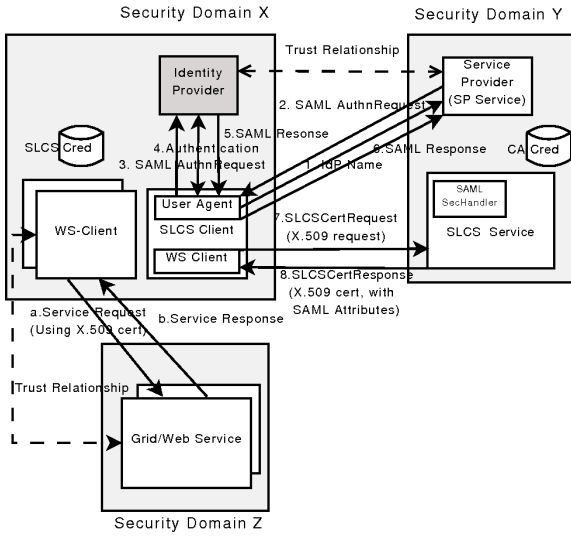 Security Domain X
Security Domain Y
Trust Relationship
Identity
Provider
Service
Provider
(SP Service)
2. SAML AuthnRequest
5.SAML Resonse
SLCS Cred
4.Authentication
6.SAML Response
CA Cred
3. SAML AuthnRequest
1. IdP Name
User Agent
SLCS Client
WS Client
WS-Client
7.SLCSCertRequest
(X.509 request)
SAML
SecHandler
SLCS Service
8.SLCSCertResponse
(X.509 cert, with
SAML Attributes)
a.Service Request
(Using X.509 cert)
b.Service Response
Trust Relationship
Grid/Web Service
Security Domain Z